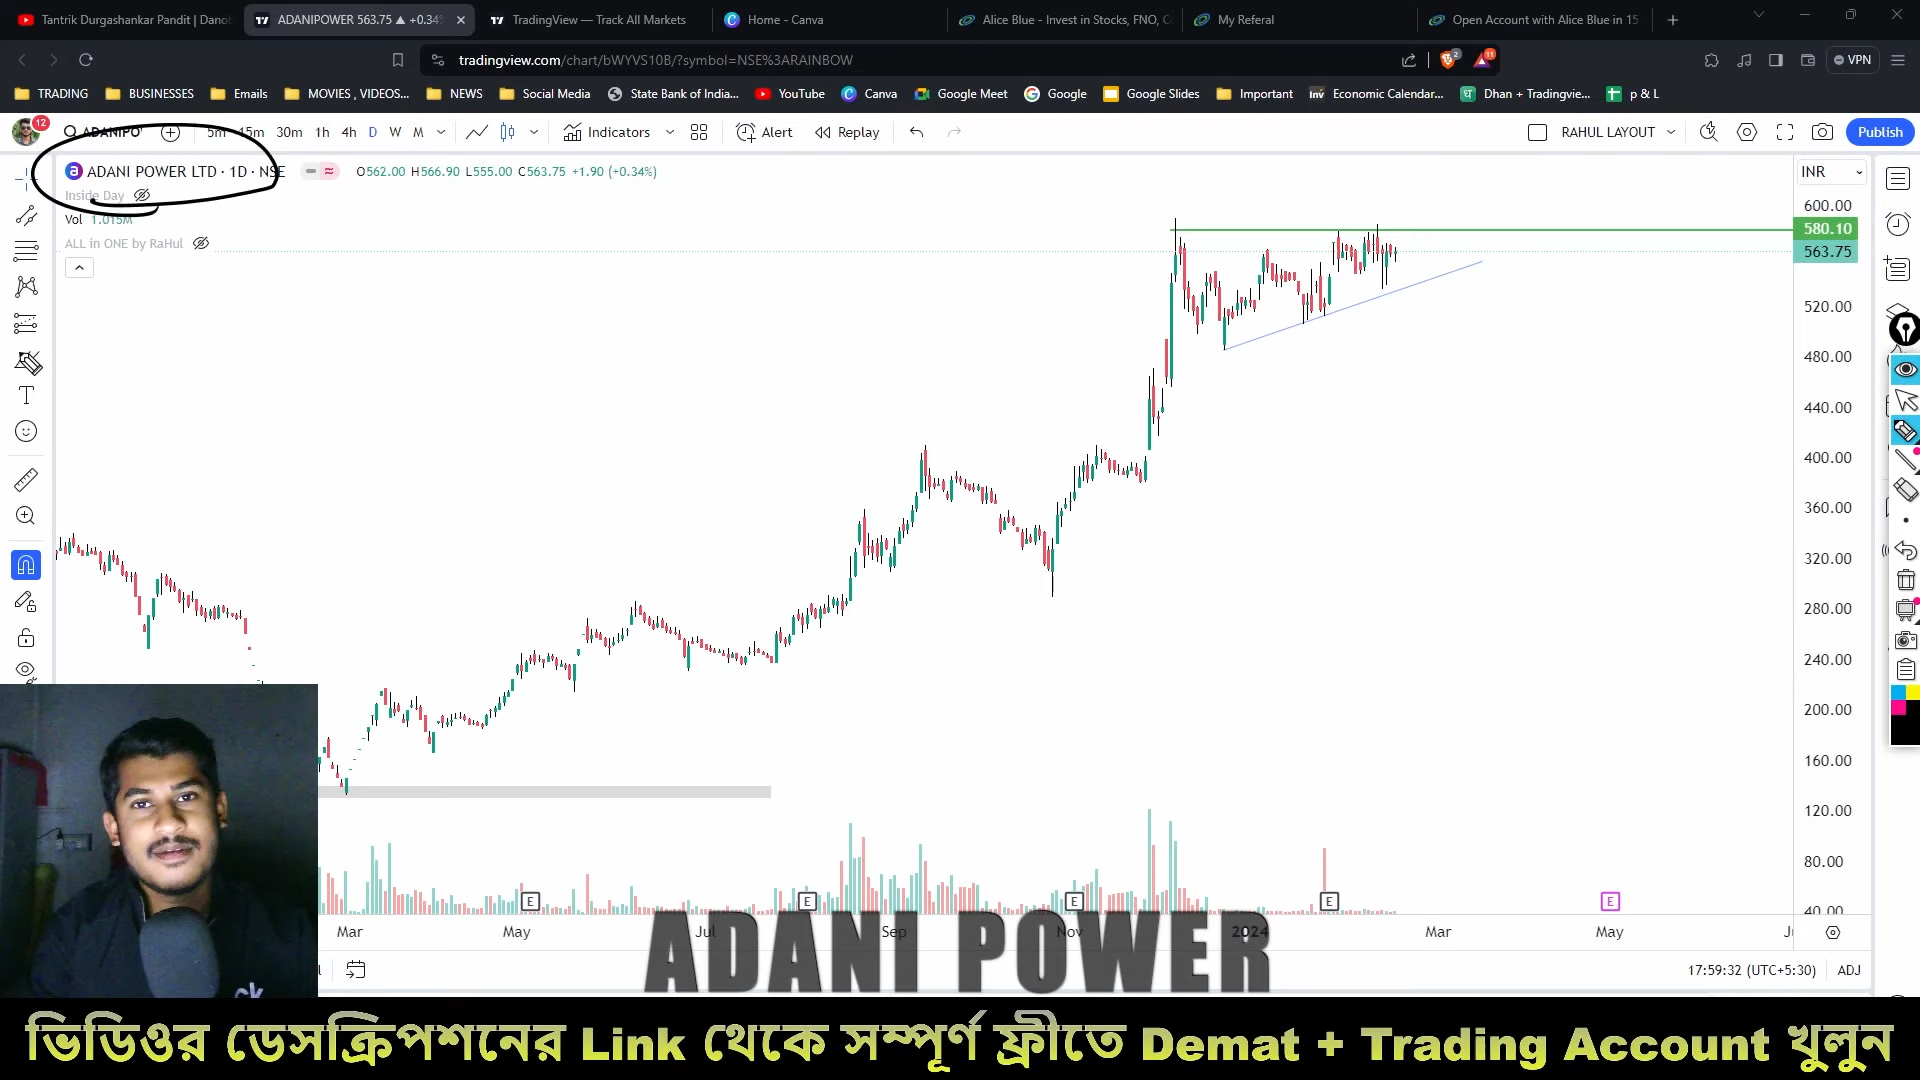 Tantrik Durgashankar Pandit | Danob
ADANIPOWER 563.75 ▲ +0.34%
TradingView — Track All Markets
Home - Canva
Alice Blue - Invest in Stocks, FNO, C
My Referal
Open Account with Alice Blue in 15
tradingview.com/chart/bWYVS10B/?symbol=NSE%3ARAINBOW
2
11
VPN
TRADING
BUSINESSES
Emails
MOVIES , VIDEOS...
NEWS
Social Media
State Bank of India...
YouTube
Canva
Google Meet
Google
Google Slides
Important
Inv Economic Calendar...
Dhan + Tradingvie...
p & L
12
ADANIPO
5m 15m 30m 1h 4h D W M
Indicators
Alert
Replay
RAHUL LAYOUT
Publish
ADANI POWER LTD · 1D · NSE
O562.00 H566.90 L555.00 C563.75 +1.90 (+0.34%)
INR
Inside Day
Vol 1.015M
ALL in ONE by RaHul
600.00
580.10
563.75
520.00
480.00
440.00
400.00
360.00
320.00
280.00
240.00
200.00
160.00
120.00
80.00
40.00
E E E E E
Mar May Jul Sep Nov 2024 Mar May
17:59:32 (UTC+5:30) ADJ
ADANI POWER
ভিডিওর ডেসক্রিপশনের Link থেকে সম্পূর্ণ ফ্রীতে Demat + Trading Account খুলুন